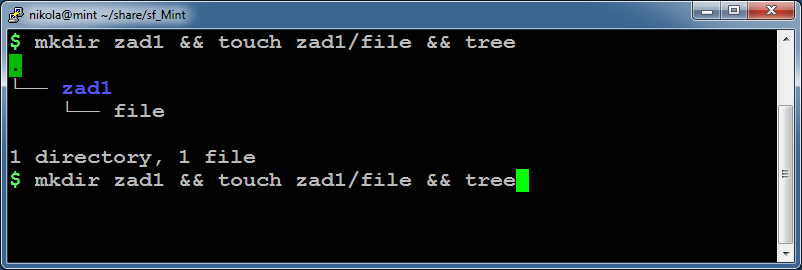 nikola@mint ~/share/sf_Mint
$ mkdir zad1 && touch zad1/file && tree
.
└── zad1
    └── file
1 directory, 1 file
$ mkdir zad1 && touch zad1/file && tree